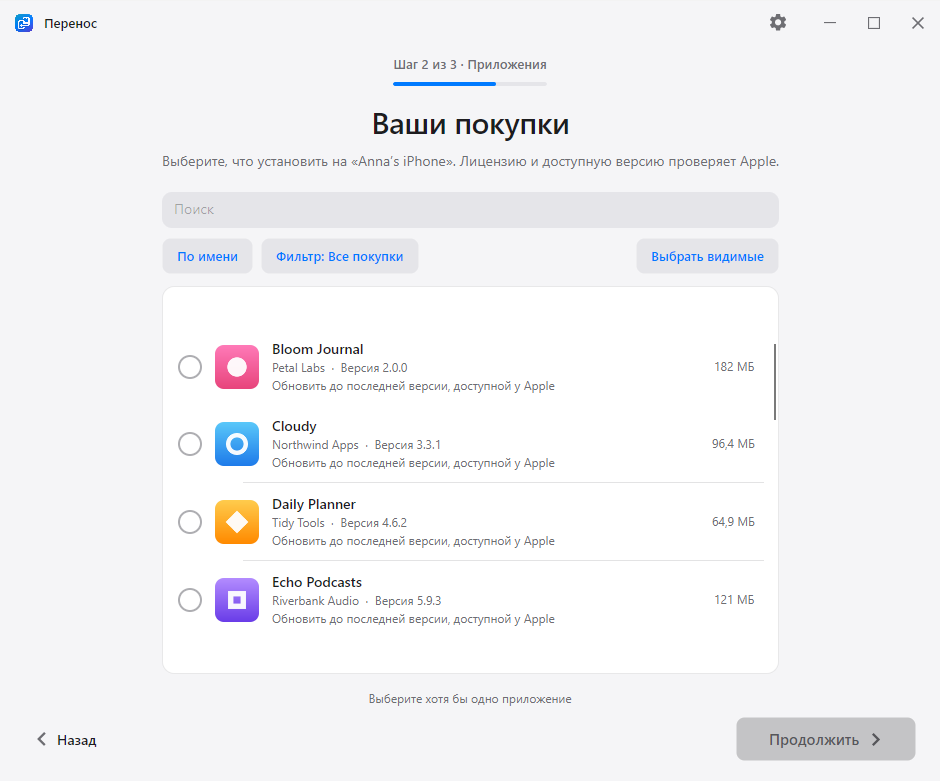 Перенос
Шаг 2 из 3 · Приложения
Ваши покупки
Выберите, что установить на «Anna's iPhone». Лицензию и доступную версию проверяет Apple.
Поиск
По имени
Фильтр: Все покупки
Выбрать видимые
Bloom Journal
Petal Labs · Версия 2.0.0
182 МБ
Обновить до последней версии, доступной у Apple
Cloudy
Northwind Apps · Версия 3.3.1
96,4 МБ
Обновить до последней версии, доступной у Apple
Daily Planner
Tidy Tools · Версия 4.6.2
64,9 МБ
Обновить до последней версии, доступной у Apple
Echo Podcasts
Riverbank Audio · Версия 5.9.3
121 МБ
Обновить до последней версии, доступной у Apple
Выберите хотя бы одно приложение
Назад
Продолжить